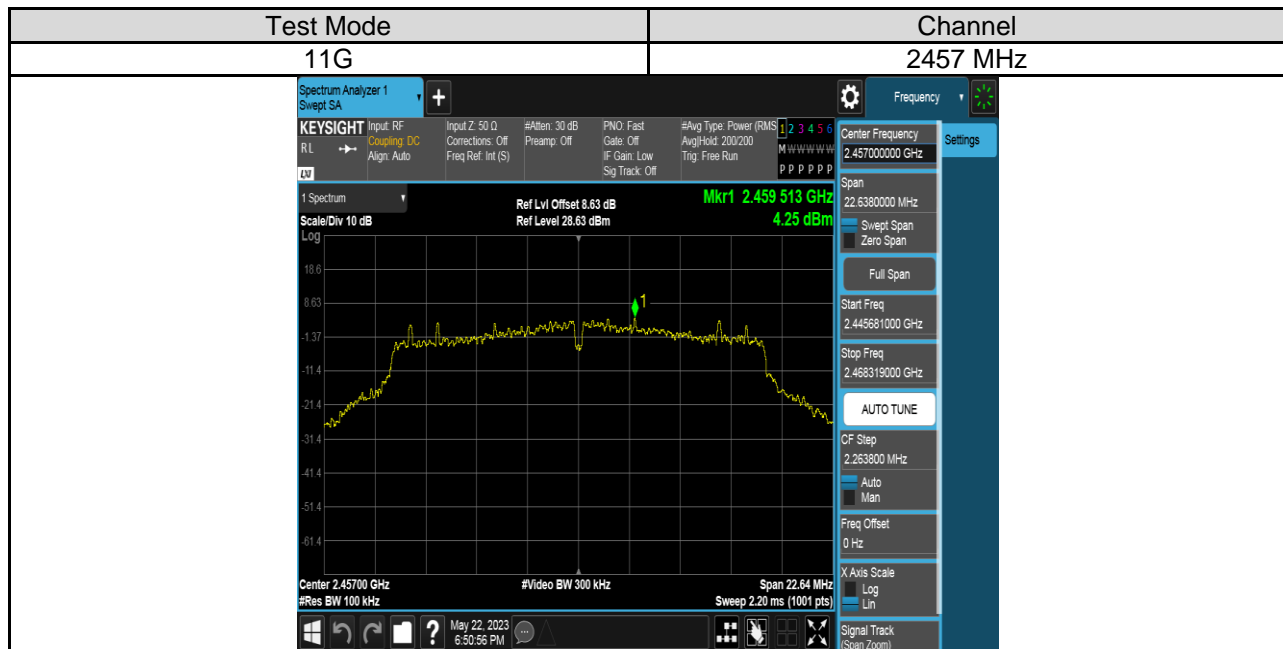 Test Mode Channel
11G 2457 MHz
Spectrum Analyzer 1
Swept SA
+
Frequency
KEYSIGHT Input: RF Input Z: 50 Ω #Atten: 30 dB PNO: Fast #Avg Type: Power (RMS 1 2 3 4 5 6
RL Coupling: DC Corrections: Off Preamp: Off Gate: Off Avg|Hold: 200/200 M W W W W W
Align: Auto Freq Ref: Int (S) IF Gain: Low Trig: Free Run
LXI Sig Track: Off P P P P P P
1 Spectrum Ref Lvl Offset 8.63 dB Mkr1 2.459 513 GHz
Scale/Div 10 dB Ref Level 28.63 dBm 4.25 dBm
Log
18.6
8.63
1
-1.37
-11.4
-21.4
-31.4
-41.4
-51.4
-61.4
Center 2.45700 GHz #Video BW 300 kHz Span 22.64 MHz
#Res BW 100 kHz Sweep 2.20 ms (1001 pts)
Center Frequency
2.457000000 GHz
Settings
Span
22.6380000 MHz
Swept Span
Zero Span
Full Span
Start Freq
2.445681000 GHz
Stop Freq
2.468319000 GHz
AUTO TUNE
CF Step
2.263800 MHz
Auto
Man
Freq Offset
0 Hz
X Axis Scale
Log
Lin
Signal Track
(Span Zoom)
? May 22, 2023
6:50:56 PM